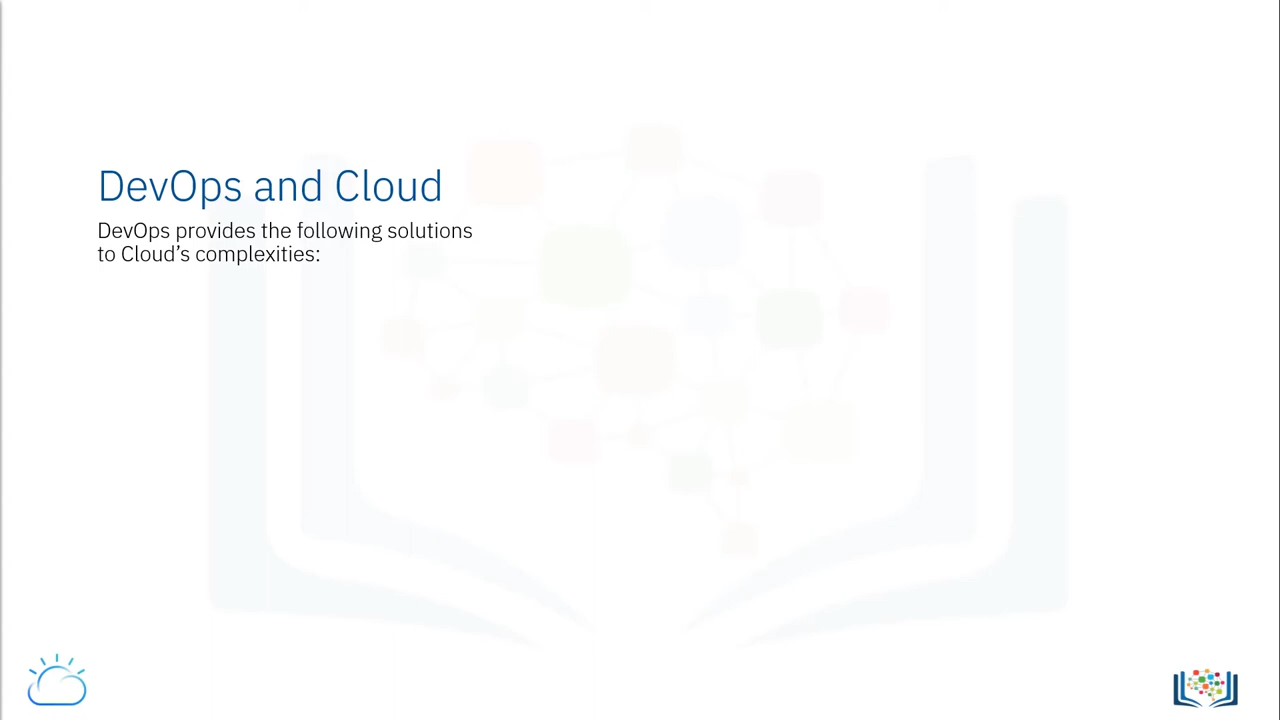 DevOps and Cloud
DevOps provides the following solutions
to Cloud’s complexities: